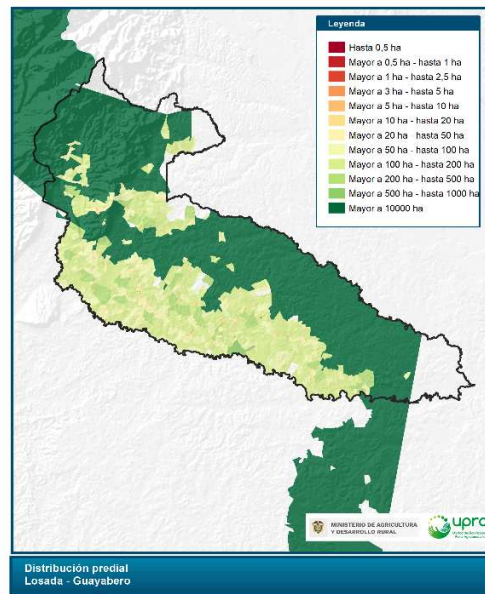 Leyenda
Hasta 0,5 ha
Mayor a 0,5 ha - hasta 1 ha
Mayor a 1 ha - hasta 2,5 ha
Mayor a 3 ha - hasta 5 ha
Mayor a 5 ha - hasta 10 ha
Mayor a 10 ha - hasta 20 ha
Mayor a 20 ha - hasta 50 ha
Mayor a 50 ha - hasta 100 ha
Mayor a 100 ha - hasta 200 ha
Mayor a 200 ha - hasta 500 ha
Mayor a 500 ha - hasta 1000 ha
Mayor a 10000 ha
MINISTERIO DE AGRICULTURA
Y DESARROLLO RURAL
upra
Distribución predial
Losada - Guayabero